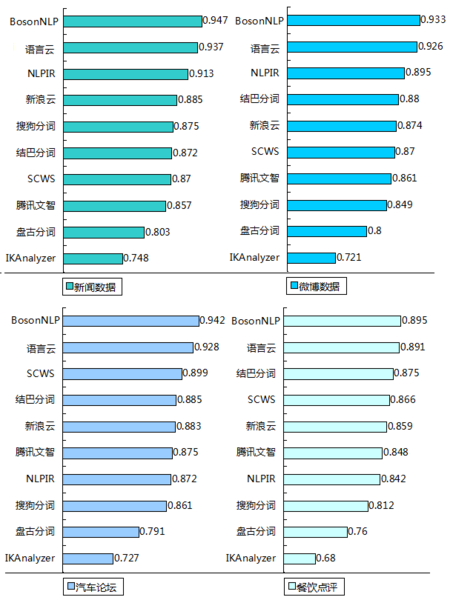 BosonNLP 0.947
语言云 0.937
NLPIR 0.913
新浪云 0.885
搜狗分词 0.875
结巴分词 0.872
SCWS 0.87
腾讯文智 0.857
盘古分词 0.803
IKAnalyzer 0.748
新闻数据
BosonNLP 0.933
语言云 0.926
NLPIR 0.895
结巴分词 0.88
新浪云 0.874
SCWS 0.87
腾讯文智 0.861
搜狗分词 0.849
盘古分词 0.8
IKAnalyzer 0.721
微博数据
BosonNLP 0.942
语言云 0.928
SCWS 0.899
结巴分词 0.885
新浪云 0.883
腾讯文智 0.875
NLPIR 0.872
搜狗分词 0.861
盘古分词 0.791
IKAnalyzer 0.727
汽车论坛
BosonNLP 0.895
语言云 0.891
结巴分词 0.875
SCWS 0.866
新浪云 0.859
腾讯文智 0.848
NLPIR 0.842
搜狗分词 0.812
盘古分词 0.76
IKAnalyzer 0.68
餐饮点评